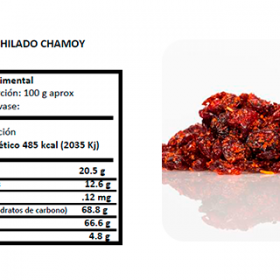 HILADO CHAMOY
imental
rción: 100 g aprox
vase:
ción
ético 485 kcal (2035 Kj)
20.5 g
s 12.6 g
.12 mg
dratos de carbono) 68.8 g
66.6 g
4.8 g